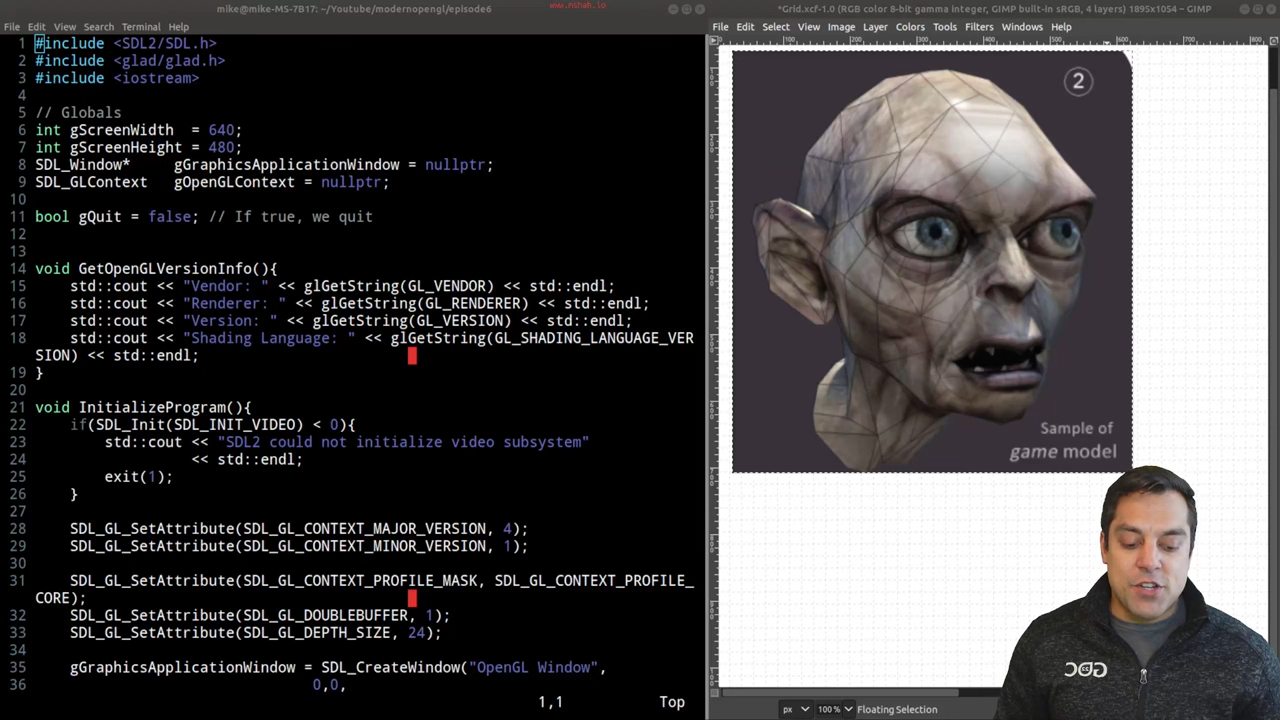 mike@mike-MS-7B17: ~/Youtube/modernopengl/episode6
www.mshah.io
*Grid.xcf-1.0 (RGB color 8-bit gamma integer, GIMP built-in sRGB, 4 layers) 1895x1054 – GIMP
File Edit View Search Terminal Help
File Edit Select View Image Layer Colors Tools Filters Windows Help
1 #include <SDL2/SDL.h>
2 #include <glad/glad.h>
3 #include <iostream>
4
5 // Globals
6 int gScreenWidth = 640;
7 int gScreenHeight = 480;
8 SDL_Window* gGraphicsApplicationWindow = nullptr;
9 SDL_GLContext gOpenGLContext = nullptr;
10
11 bool gQuit = false; // If true, we quit
12
13
14 void GetOpenGLVersionInfo(){
15 std::cout << "Vendor: " << glGetString(GL_VENDOR) << std::endl;
16 std::cout << "Renderer: " << glGetString(GL_RENDERER) << std::endl;
17 std::cout << "Version: " << glGetString(GL_VERSION) << std::endl;
18 std::cout << "Shading Language: " << glGetString(GL_SHADING_LANGUAGE_VER
SION) << std::endl;
19 }
20
21 void InitializeProgram(){
22 if(SDL_Init(SDL_INIT_VIDEO) < 0){
23 std::cout << "SDL2 could not initialize video subsystem"
24 << std::endl;
25 exit(1);
26 }
27
28 SDL_GL_SetAttribute(SDL_GL_CONTEXT_MAJOR_VERSION, 4);
29 SDL_GL_SetAttribute(SDL_GL_CONTEXT_MINOR_VERSION, 1);
30
31 SDL_GL_SetAttribute(SDL_GL_CONTEXT_PROFILE_MASK, SDL_GL_CONTEXT_PROFILE_
CORE);
32 SDL_GL_SetAttribute(SDL_GL_DOUBLEBUFFER, 1);
33 SDL_GL_SetAttribute(SDL_GL_DEPTH_SIZE, 24);
34
35 gGraphicsApplicationWindow = SDL_CreateWindow("OpenGL Window",
36 0,0,
1,1 Top
2
Sample of
game model
GDC
px 100 % Floating Selection